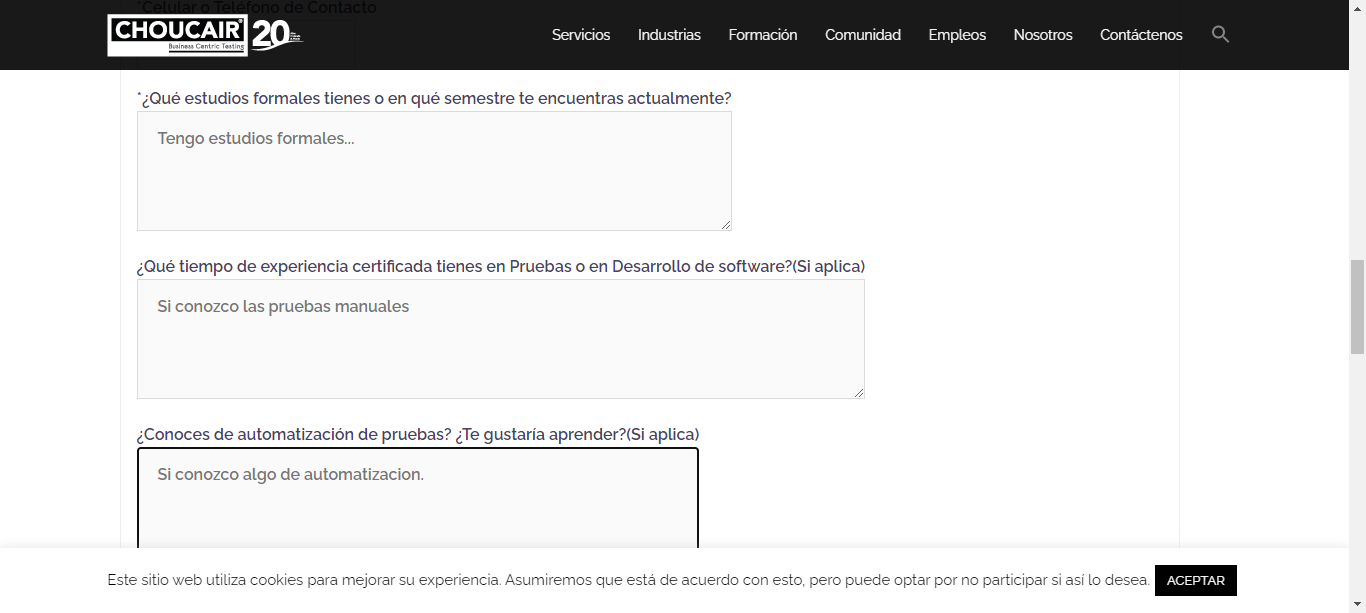 *Celular o Teléfono de Contacto
CHOUCAIR 20
Business Centric Testing
Servicios Industrias Formación Comunidad Empleos Nosotros Contáctenos
*¿Qué estudios formales tienes o en qué semestre te encuentras actualmente?
Tengo estudios formales...
¿Qué tiempo de experiencia certificada tienes en Pruebas o en Desarrollo de software?(Si aplica)
Si conozco las pruebas manuales
¿Conoces de automatización de pruebas? ¿Te gustaría aprender?(Si aplica)
Si conozco algo de automatizacion.
Este sitio web utiliza cookies para mejorar su experiencia. Asumiremos que está de acuerdo con esto, pero puede optar por no participar si así lo desea. ACEPTAR